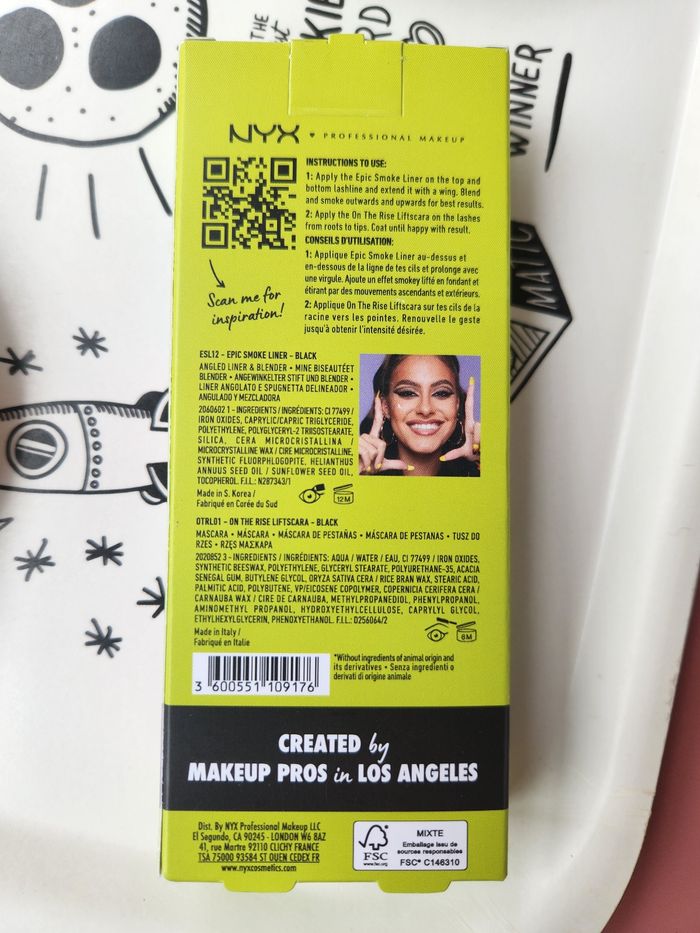 WINNER
MATIC
NYX ♥ PROFESSIONAL MAKEUP
INSTRUCTIONS TO USE:
1: Apply the Epic Smoke Liner on the top and
bottom lashline and extend it with a wing. Blend
and smoke outwards and upwards for best results.
2: Apply the On The Rise Liftscara on the lashes
from roots to tips. Coat until happy with result.
CONSEILS D'UTILISATION:
1: Applique Epic Smoke Liner au-dessus et
en-dessous de la ligne de tes cils et prolonge avec
une virgule. Ajoute un effet smokey lifté en fondant et
étirant par des mouvements ascendants et extérieurs.
2: Applique On The Rise Liftscara sur tes cils de la
racine vers les pointes. Renouvelle le geste
jusqu'à obtenir l'intensité désirée.
Scan me for
inspiration!
ESL12 - EPIC SMOKE LINER - BLACK
ANGLED LINER & BLENDER • MINE BISEAUTÉET
BLENDER • ANGEWINKELTER STIFT UND BLENDER •
LINER ANGOLATO E SPUGNETTA DELINEADOR •
ANGULADO Y MEZCLADORA
2060602 1 - INGREDIENTS / INGRÉDIENTS: CI 77499 /
IRON OXIDES, CAPRYLIC/CAPRIC TRIGLYCERIDE,
POLYETHYLENE, POLYGLYCERYL-2 TRIISOSTEARATE,
SILICA, CERA MICROCRISTALLINA /
MICROCRYSTALLINE WAX / CIRE MICROCRISTALLINE,
SYNTHETIC FLUORPHLOGOPITE, HELIANTHUS
ANNUUS SEED OIL / SUNFLOWER SEED OIL,
TOCOPHEROL. F.I.L.: N287343/1
Made in S. Korea /
Fabriqué en Corée du Sud
12M
OTRL01 - ON THE RISE LIFTSCARA - BLACK
MASCARA • MÁSCARA • MÁSCARA DE PESTAÑAS • MÁSCARA DE PESTANAS • TUSZ DO
RZES • RZĘS ΜΑΣΚΑΡΑ
2020852 3 - INGREDIENTS / INGRÉDIENTS: AQUA / WATER / EAU, CI 77499 / IRON OXIDES,
SYNTHETIC BEESWAX, POLYETHYLENE, GLYCERYL STEARATE, POLYURETHANE-35, ACACIA
SENEGAL GUM, BUTYLENE GLYCOL, ORYZA SATIVA CERA / RICE BRAN WAX, STEARIC ACID,
PALMITIC ACID, POLYBUTENE, VP/EICOSENE COPOLYMER, COPERNICIA CERIFERA CERA /
CARNAUBA WAX / CIRE DE CARNAUBA, METHYLPROPANEDIOL, PHENYLPROPANOL,
AMINOMETHYL PROPANOL, HYDROXYETHYLCELLULOSE, CAPRYLYL GLYCOL,
ETHYLHEXYLGLYCERIN, PHENOXYETHANOL. F.I.L.: D256064/2
Made in Italy /
Fabriqué en Italie
6M
3 600551 109176
*Without ingredients of animal origin and
its derivatives • Senza ingredienti o
derivati di origine animale
CREATED by
MAKEUP PROS in LOS ANGELES
Dist. By NYX Professional Makeup LLC
El Segundo, CA 90245 - LONDON W6 8AZ
41, rue Martre 92110 CLICHY FRANCE
TSA 75000 93584 ST OUEN CEDEX FR
www.nyxcosmetics.com
FSC
www.fsc.org
MIXTE
Emballage issu de
sources responsables
FSC® C146310